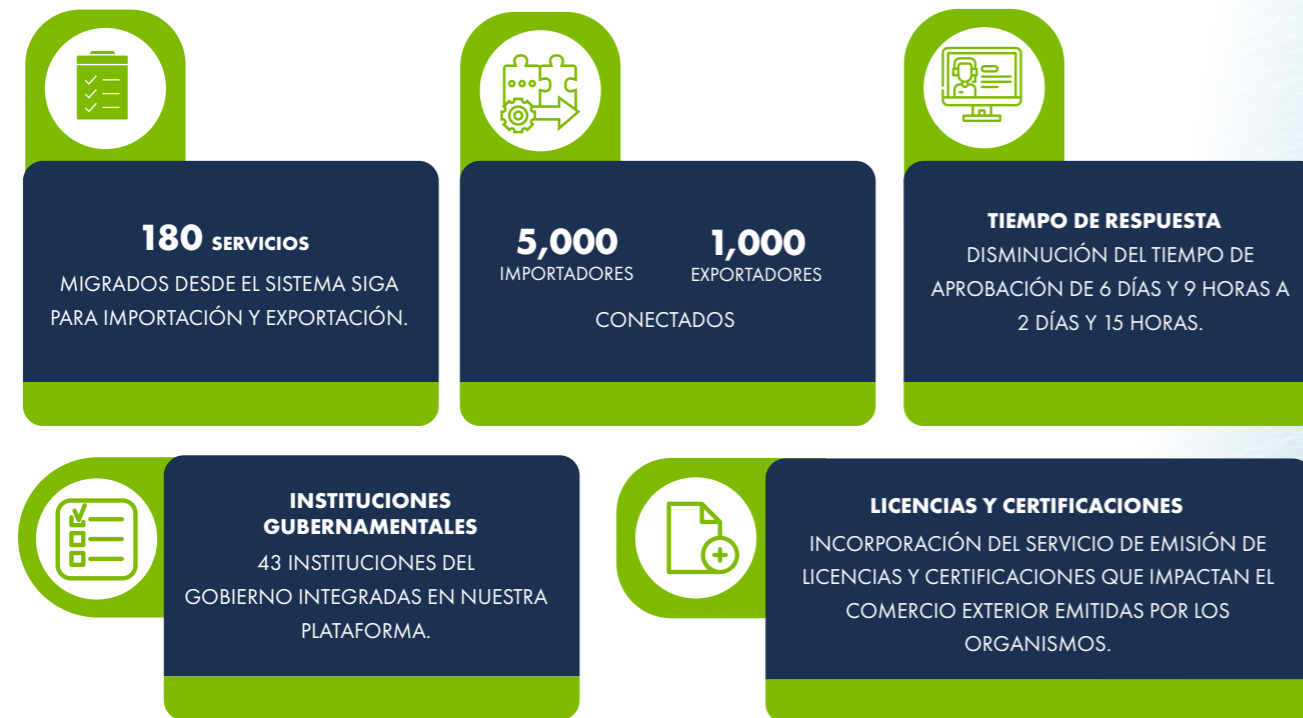 180 SERVICIOS
MIGRADOS DESDE EL SISTEMA SIGA
PARA IMPORTACIÓN Y EXPORTACIÓN.
5,000 1,000
IMPORTADORES EXPORTADORES
CONECTADOS
TIEMPO DE RESPUESTA
DISMINUCIÓN DEL TIEMPO DE
APROBACIÓN DE 6 DÍAS Y 9 HORAS A
2 DÍAS Y 15 HORAS.
INSTITUCIONES
GUBERNAMENTALES
43 INSTITUCIONES DEL
GOBIERNO INTEGRADAS EN NUESTRA
PLATAFORMA.
LICENCIAS Y CERTIFICACIONES
INCORPORACIÓN DEL SERVICIO DE EMISIÓN DE
LICENCIAS Y CERTIFICACIONES QUE IMPACTAN EL
COMERCIO EXTERIOR EMITIDAS POR LOS
ORGANISMOS.